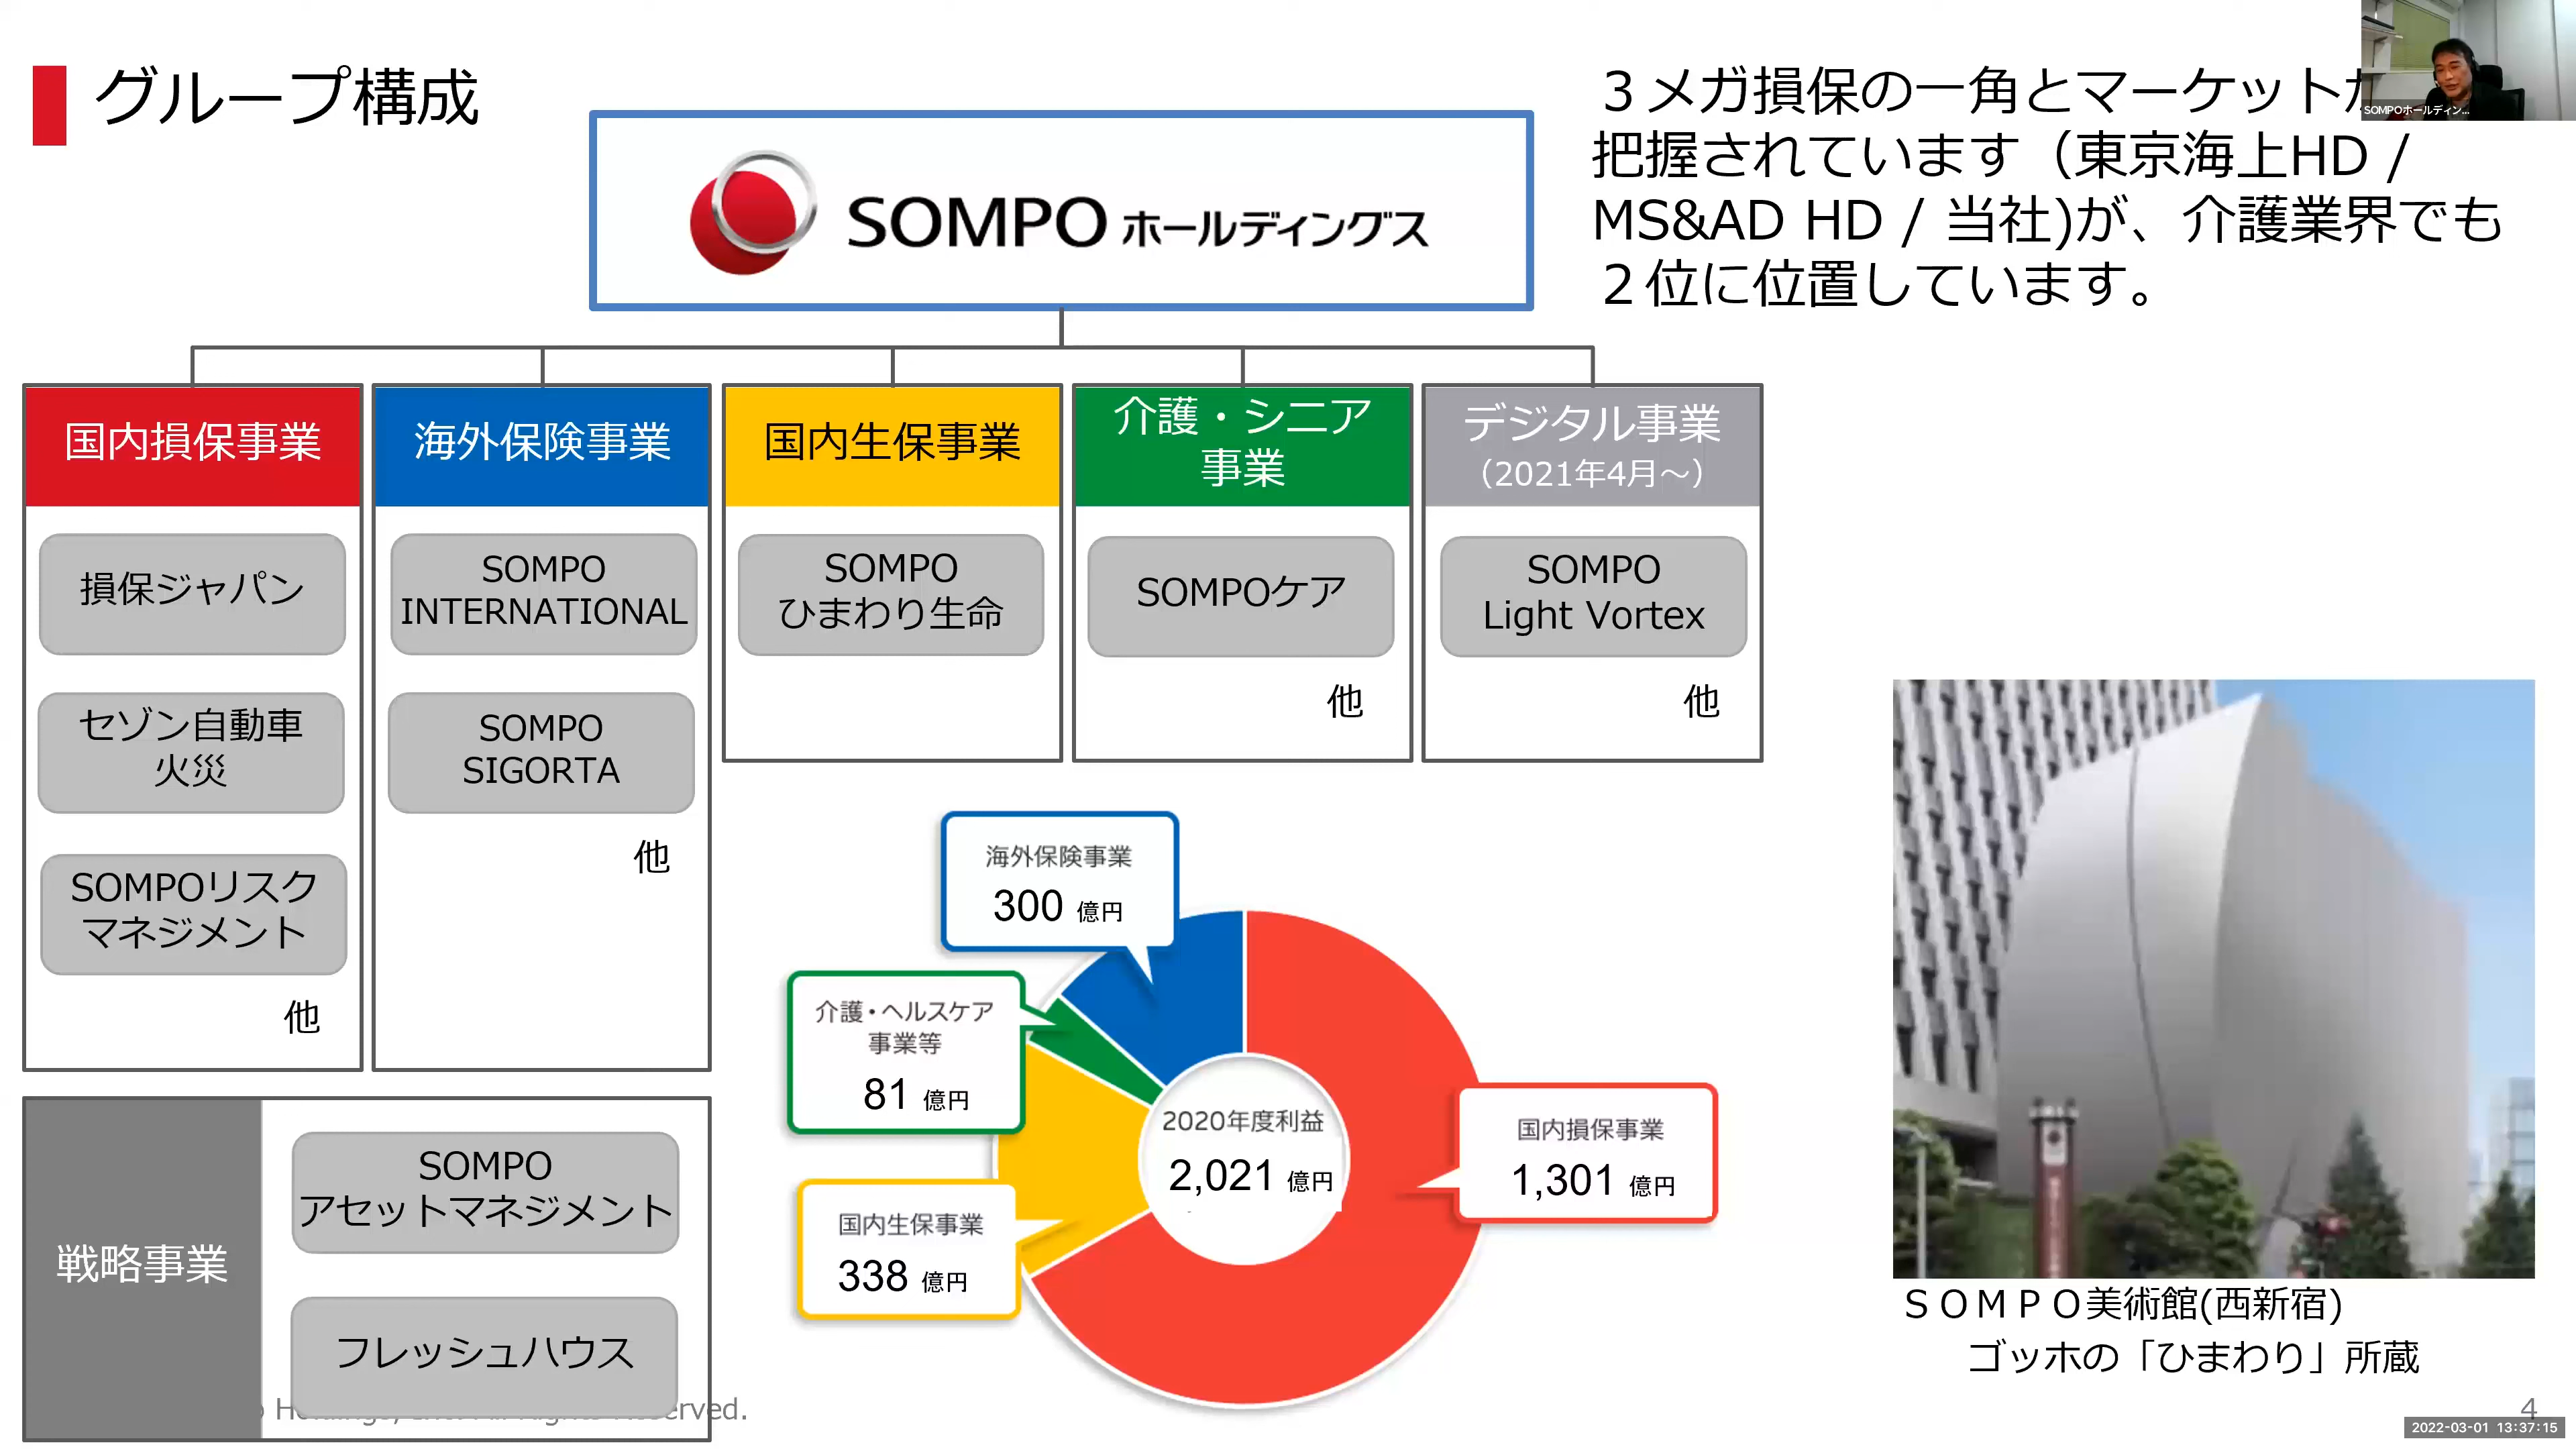 グループ構成
SOMPO ホールディングス
３メガ損保の一角とマーケット
把握されています（東京海上HD /
MS&AD HD / 当社)が、介護業界でも
２位に位置しています。
SOMPOホールディン...
国内損保事業
損保ジャパン
セゾン自動車
火災
SOMPOリスク
マネジメント
他
海外保険事業
SOMPO
INTERNATIONAL
SOMPO
SIGORTA
他
国内生保事業
SOMPO
ひまわり生命
介護・シニア
事業
SOMPOケア
他
デジタル事業
（2021年4月～）
SOMPO
Light Vortex
他
戦略事業
SOMPO
アセットマネジメント
フレッシュハウス
海外保険事業
300 億円
介護・ヘルスケア
事業等
81 億円
国内生保事業
338 億円
2020年度利益
2,021 億円
国内損保事業
1,301 億円
ＳＯＭＰＯ美術館(西新宿)
ゴッホの「ひまわり」所蔵
4
2022-03-01 13:37:15